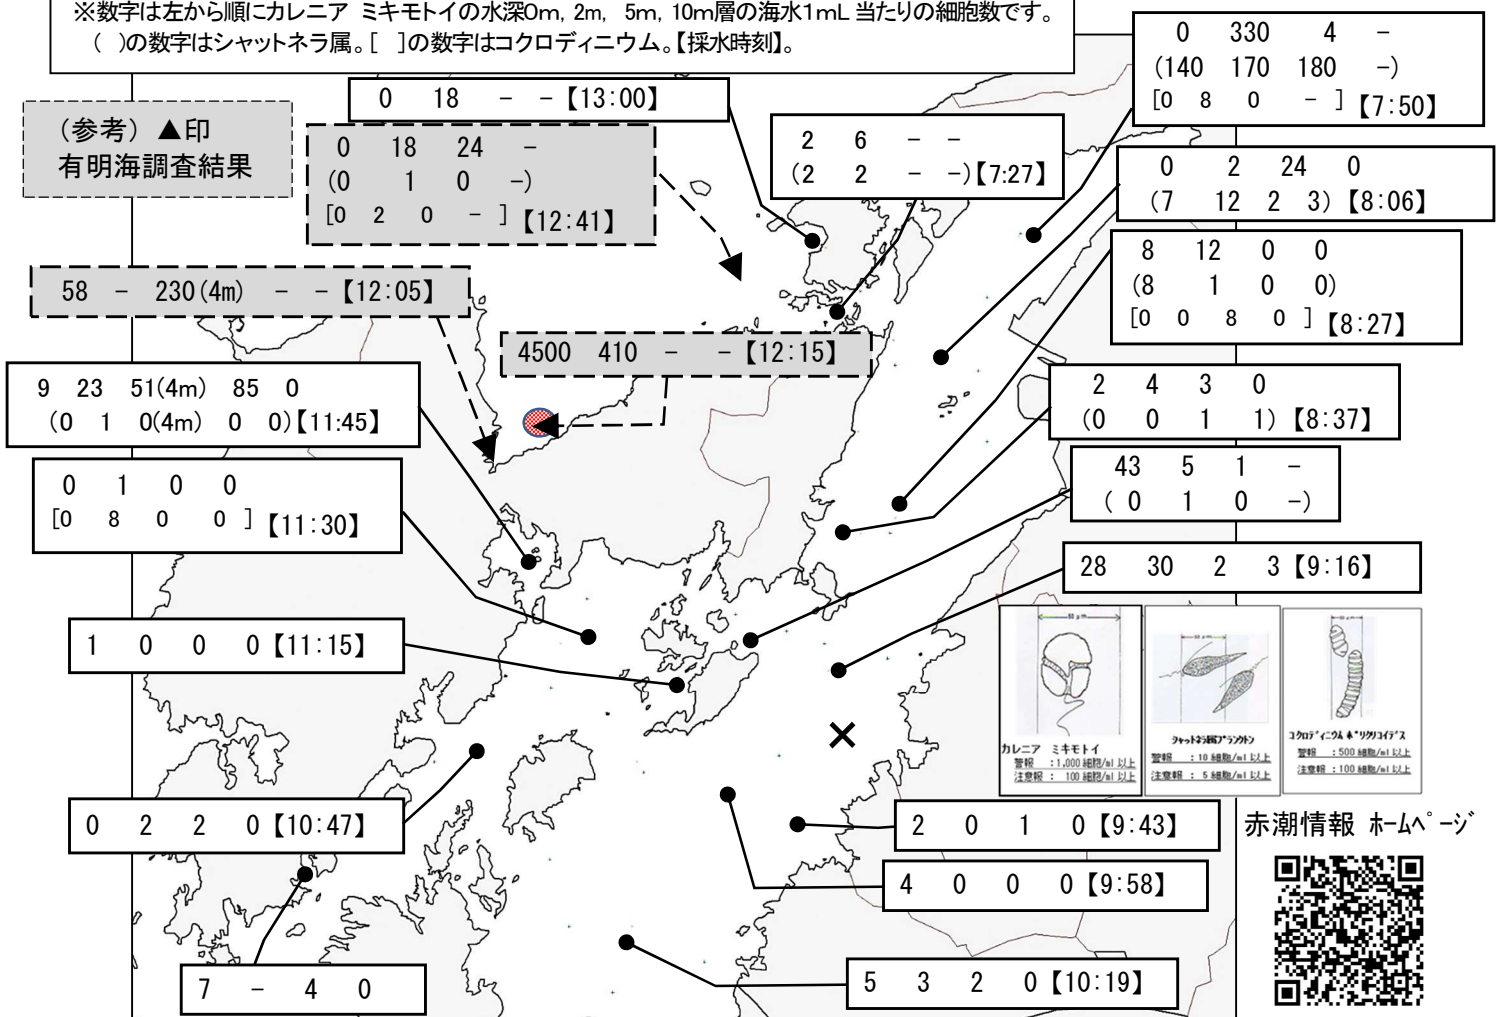 ※数字は左から順にカレニア ミキモトイの水深0m, 2m, 5m, 10m層の海水1mL 当たりの細胞数です。
( )の数字はシャットネラ属。[ ]の数字はコクロディニウム。【採水時刻】。
0 330 4 -
(140 170 180 -)
[0 8 0 - ]【7:50】
0 18 - -【13:00】
(参考) ▲印
有明海調査結果
0 18 24 -
(0 1 0 -)
[0 2 0 - ]【12:41】
2 6 - -
(2 2 - -)【7:27】
0 2 24 0
(7 12 2 3)【8:06】
8 12 0 0
(8 1 0 0)
[0 0 8 0 ]【8:27】
58 - 230(4m) - -【12:05】
4500 410 - -【12:15】
9 23 51(4m) 85 0
(0 1 0(4m) 0 0)【11:45】
2 4 3 0
(0 0 1 1)【8:37】
43 5 1 -
( 0 1 0 -)
0 1 0 0
[0 8 0 0 ]【11:30】
28 30 2 3【9:16】
1 0 0 0【11:15】
カレニア ミキモトイ
警報 :1,000 細胞/ml 以上
注意報 : 100 細胞/ml 以上
シャットネラ属プランクトン
警報 : 10 細胞/ml 以上
注意報 : 5 細胞/ml 以上
コクロディニウム ポリクリコイデス
警報 :500 細胞/ml 以上
注意報 :100 細胞/ml 以上
0 2 2 0【10:47】
2 0 1 0【9:43】
赤潮情報 ホームページ
4 0 0 0【9:58】
7 - 4 0
5 3 2 0【10:19】